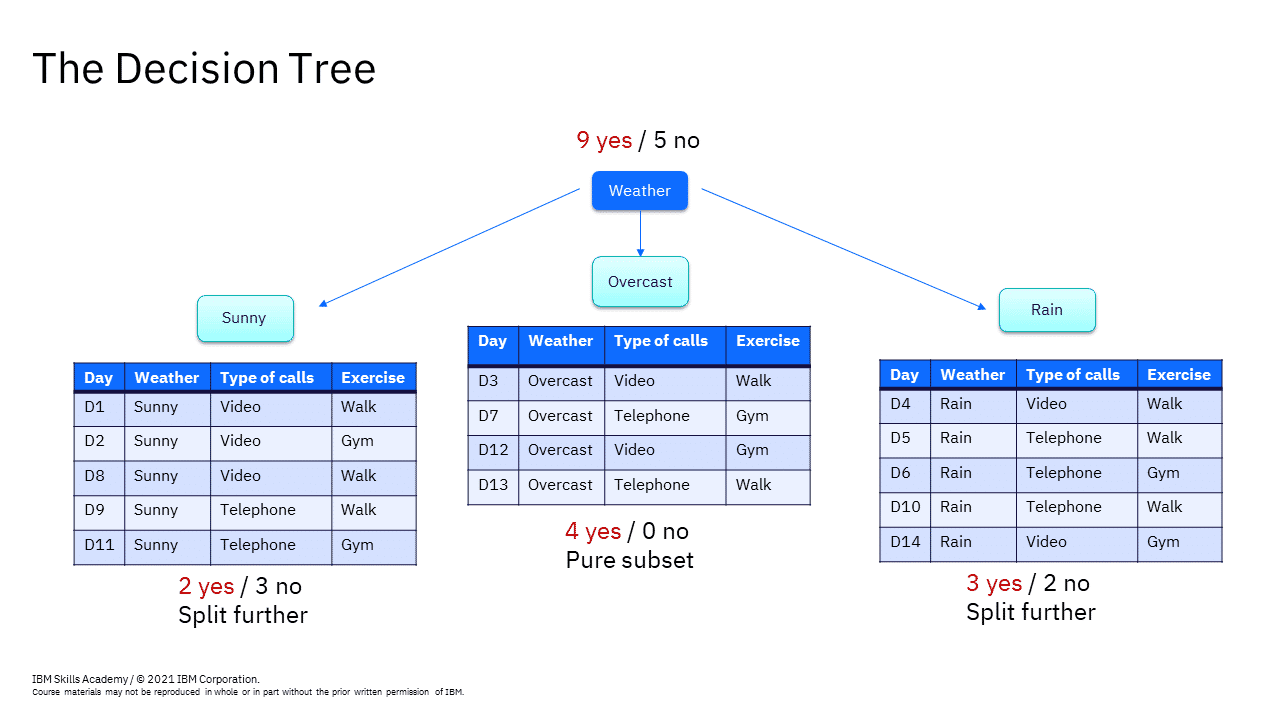 The Decision Tree
9 yes / 5 no
Weather
Overcast
Sunny
Rain
Day Weather Type of calls Exercise
D1 Sunny Video Walk
D2 Sunny Video Gym
D8 Sunny Video Walk
D9 Sunny Telephone Walk
D11 Sunny Telephone Gym
2 yes / 3 no
Split further
Day Weather Type of calls Exercise
D3 Overcast Video Walk
D7 Overcast Telephone Gym
D12 Overcast Video Gym
D13 Overcast Telephone Walk
4 yes / 0 no
Pure subset
Day Weather Type of calls Exercise
D4 Rain Video Walk
D5 Rain Telephone Walk
D6 Rain Telephone Gym
D10 Rain Telephone Walk
D14 Rain Video Gym
3 yes / 2 no
Split further
IBM Skills Academy / © 2021 IBM Corporation.
Course materials may not be reproduced in whole or in part without the prior written permission of IBM.